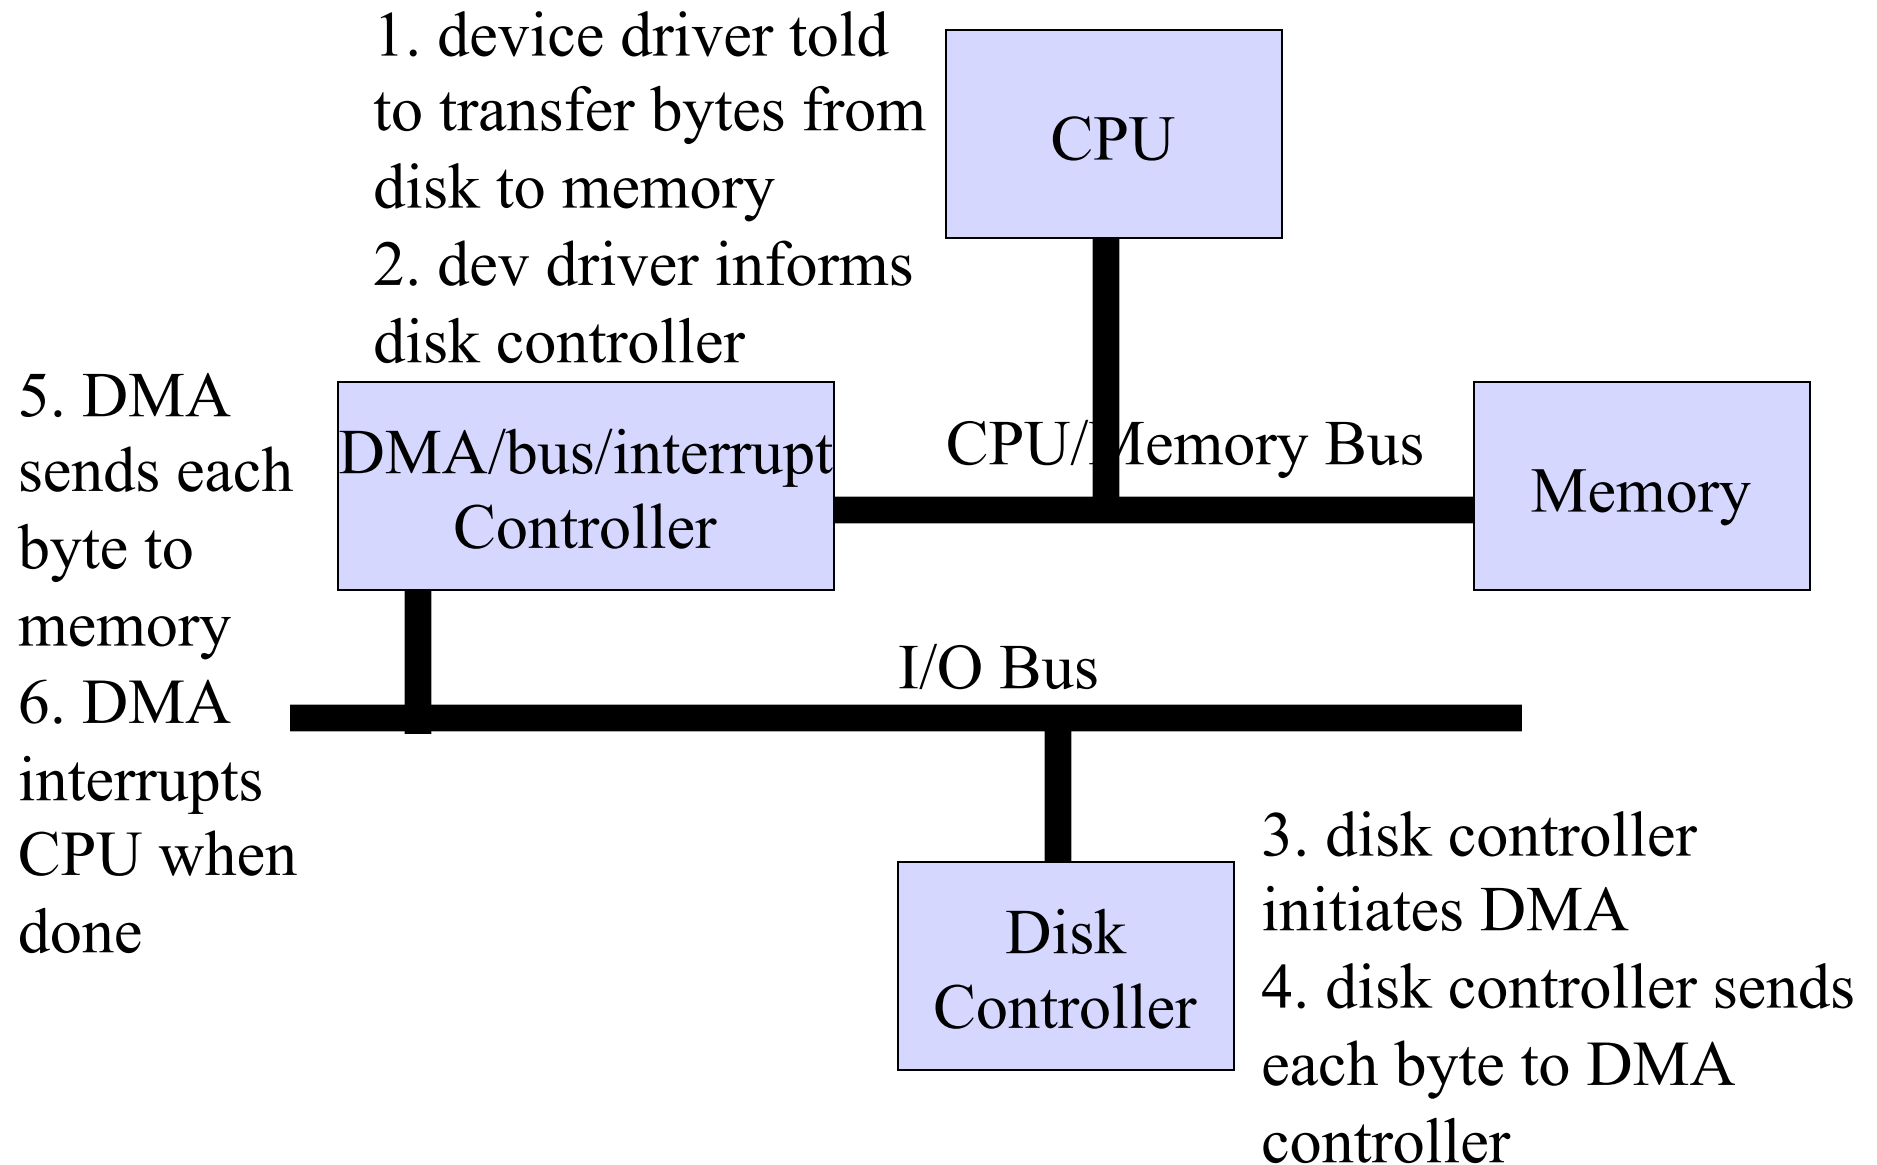 1. device driver told
to transfer bytes from
disk to memory
2. dev driver informs
disk controller
CPU
5. DMA
sends each
byte to
memory
6. DMA
interrupts
CPU when
done
DMA/bus/interrupt
Controller
CPU/Memory Bus
Memory
I/O Bus
Disk
Controller
3. disk controller
initiates DMA
4. disk controller sends
each byte to DMA
controller